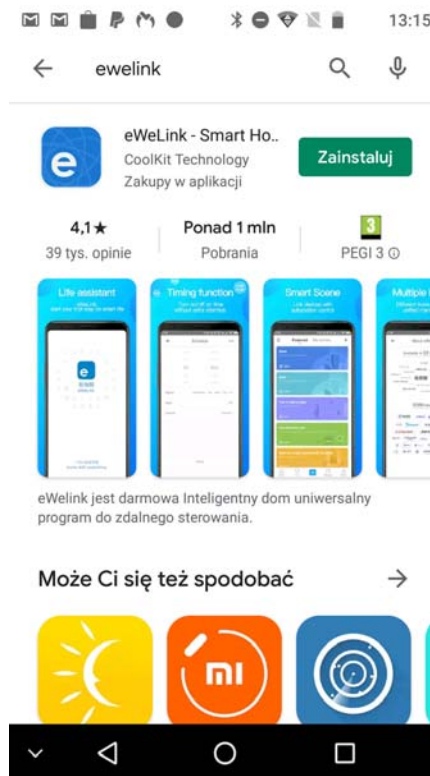 13:15
ewelink
eWeLink - Smart Ho..
CoolKit Technology
Zakupy w aplikacji
Zainstaluj
4,1★
39 tys. opinie
Ponad 1 mln
Pobrania
3
PEGI 3
Life assistant
Timing function
Smart Scene
Multiple
eWelink jest darmowa Inteligentny dom uniwersalny
program do zdalnego sterowania.
Może Ci się też spodobać